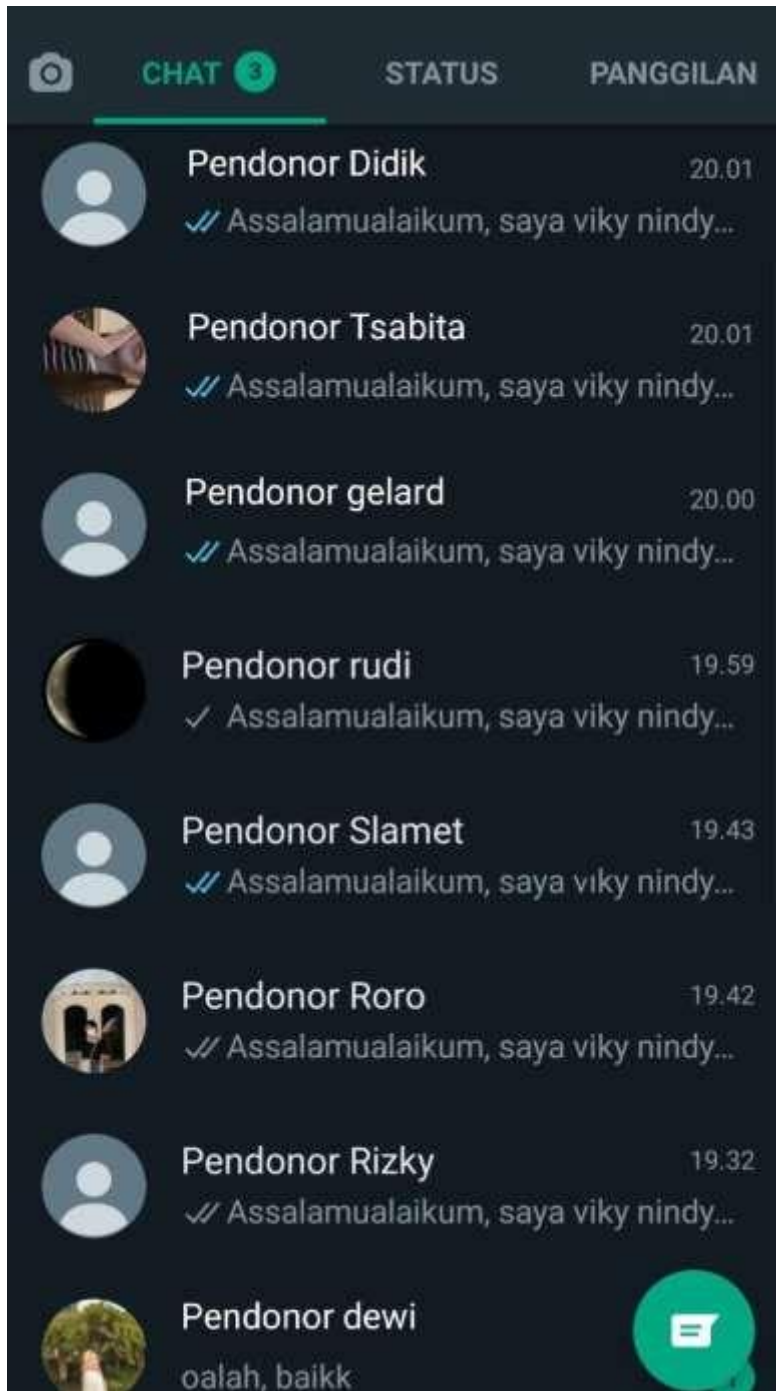 CHAT 3 STATUS PANGGILAN
Pendonor Didik 20.01
Assalamualaikum, saya viky nindy...
Pendonor Tsabita 20.01
Assalamualaikum, saya viky nindy...
Pendonor gelard 20.00
Assalamualaikum, saya viky nindy...
Pendonor rudi 19.59
Assalamualaikum, saya viky nindy...
Pendonor Slamet 19.43
Assalamualaikum, saya vıky nindy...
Pendonor Roro 19.42
Assalamualaikum, saya viky nindy...
Pendonor Rizky 19.32
Assalamualaikum, saya viky nindy...
Pendonor dewi
oalah, baikk